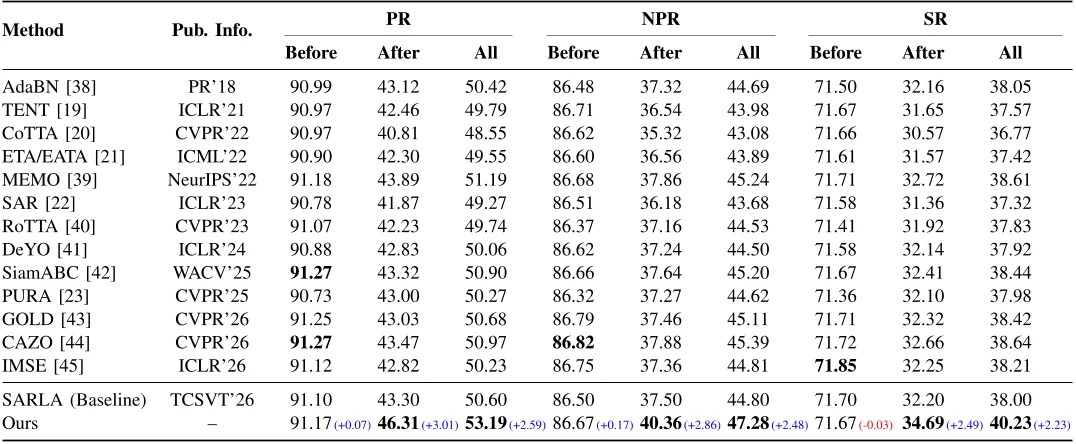 Method Pub. Info. PR NPR SR
Before After All Before After All Before After All
AdaBN [38] PR’18 90.99 43.12 50.42 86.48 37.32 44.69 71.50 32.16 38.05
TENT [19] ICLR’21 90.97 42.46 49.79 86.71 36.54 43.98 71.67 31.65 37.57
CoTTA [20] CVPR’22 90.97 40.81 48.55 86.62 35.32 43.08 71.66 30.57 36.77
ETA/EATA [21] ICML’22 90.90 42.30 49.55 86.60 36.56 43.89 71.61 31.57 37.42
MEMO [39] NeurIPS’22 91.18 43.89 51.19 86.68 37.86 45.24 71.71 32.72 38.61
SAR [22] ICLR’23 90.78 41.87 49.27 86.51 36.18 43.68 71.58 31.36 37.32
RoTTA [40] CVPR’23 91.07 42.23 49.74 86.37 37.16 44.53 71.41 31.92 37.83
DeYO [41] ICLR’24 90.88 42.83 50.06 86.62 37.24 44.50 71.58 32.14 37.92
SiamABC [42] WACV’25 91.27 43.32 50.90 86.66 37.64 45.20 71.67 32.41 38.44
PURA [23] CVPR’25 90.73 43.00 50.27 86.32 37.27 44.62 71.36 32.10 37.98
GOLD [43] CVPR’26 91.25 43.03 50.68 86.79 37.46 45.11 71.71 32.32 38.42
CAZO [44] CVPR’26 91.27 43.47 50.97 86.82 37.88 45.39 71.72 32.66 38.64
IMSE [45] ICLR’26 91.12 42.82 50.23 86.75 37.36 44.81 71.85 32.25 38.21
SARLA (Baseline) TCSVT’26 91.10 43.30 50.60 86.50 37.50 44.80 71.70 32.20 38.00
Ours – 91.17 (+0.07) 46.31 (+3.01) 53.19 (+2.59) 86.67 (+0.17) 40.36 (+2.86) 47.28 (+2.48) 71.67 (-0.03) 34.69 (+2.49) 40.23 (+2.23)